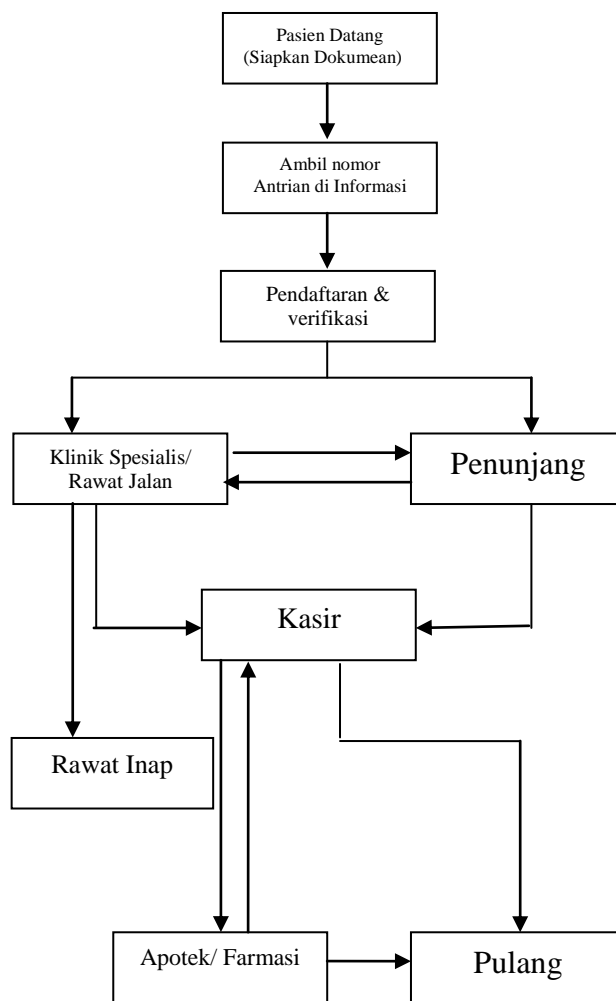 Pasien Datang
(Siapkan Dokumean)
Ambil nomor
Antrian di Informasi
Pendaftaran &
verifikasi
Klinik Spesialis/
Rawat Jalan
Penunjang
Kasir
Rawat Inap
Apotek/ Farmasi
Pulang